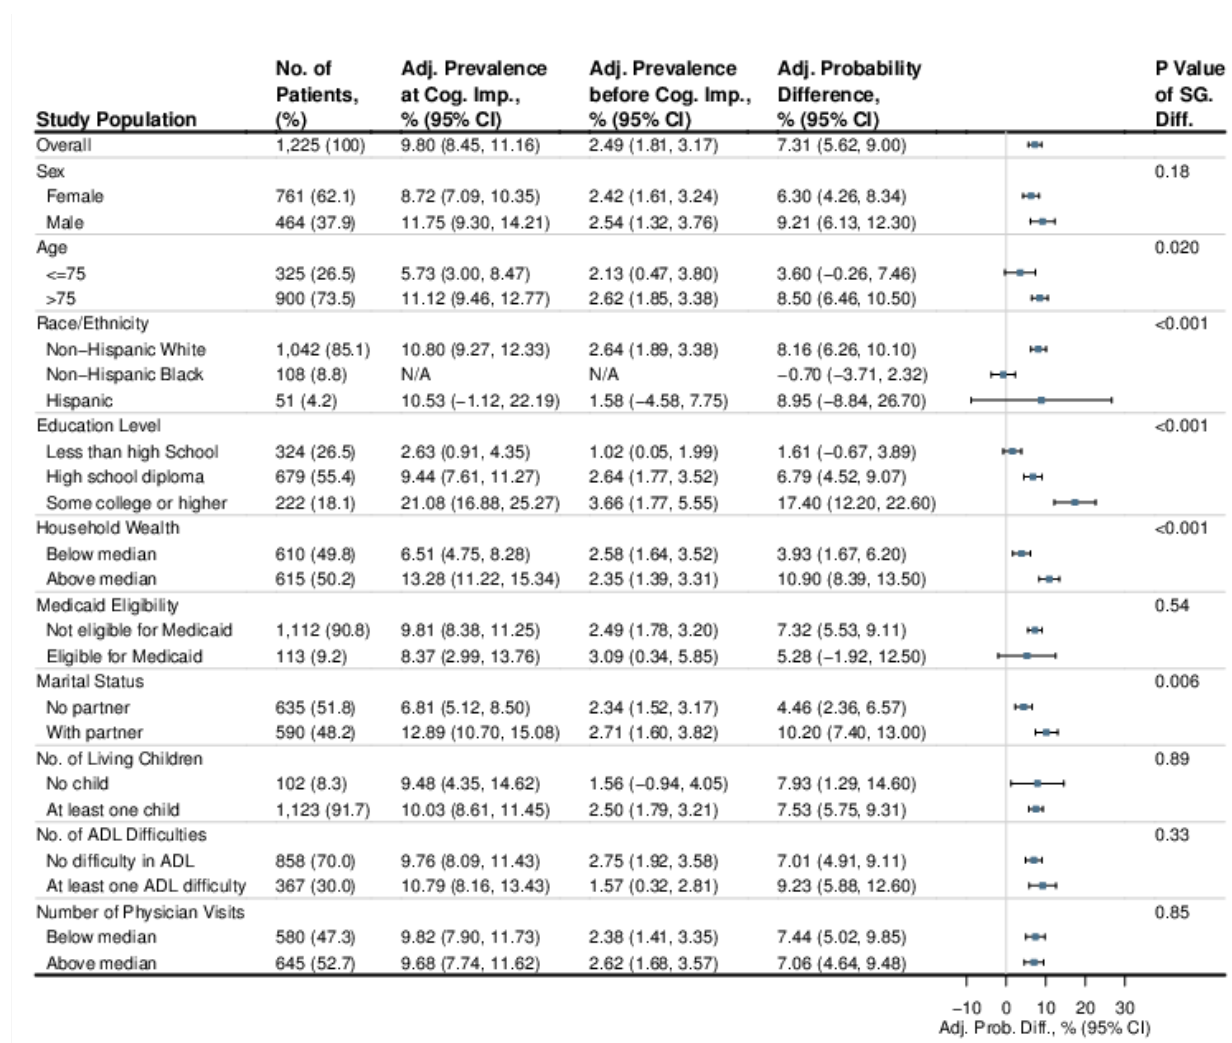 No. of Adj. Prevalence Adj. Prevalence Adj. Probability P Value
Patients, at Cog. Imp., before Cog. Imp., Difference, of SG.
Study Population (%) % (95% CI) % (95% CI) % (95% CI) Diff.
Overall 1,225 (100) 9.80 (8.45, 11.16) 2.49 (1.81, 3.17) 7.31 (5.62, 9.00)
Sex 0.18
Female 761 (62.1) 8.72 (7.09, 10.35) 2.42 (1.61, 3.24) 6.30 (4.26, 8.34)
Male 464 (37.9) 11.75 (9.30, 14.21) 2.54 (1.32, 3.76) 9.21 (6.13, 12.30)
Age 0.020
<=75 325 (26.5) 5.73 (3.00, 8.47) 2.13 (0.47, 3.80) 3.60 (−0.26, 7.46)
>75 900 (73.5) 11.12 (9.46, 12.77) 2.62 (1.85, 3.38) 8.50 (6.46, 10.50)
Race/Ethnicity <0.001
Non−Hispanic White 1,042 (85.1) 10.80 (9.27, 12.33) 2.64 (1.89, 3.38) 8.16 (6.26, 10.10)
Non−Hispanic Black 108 (8.8) N/A N/A −0.70 (−3.71, 2.32)
Hispanic 51 (4.2) 10.53 (−1.12, 22.19) 1.58 (−4.58, 7.75) 8.95 (−8.84, 26.70)
Education Level <0.001
Less than high School 324 (26.5) 2.63 (0.91, 4.35) 1.02 (0.05, 1.99) 1.61 (−0.67, 3.89)
High school diploma 679 (55.4) 9.44 (7.61, 11.27) 2.64 (1.77, 3.52) 6.79 (4.52, 9.07)
Some college or higher 222 (18.1) 21.08 (16.88, 25.27) 3.66 (1.77, 5.55) 17.40 (12.20, 22.60)
Household Wealth <0.001
Below median 610 (49.8) 6.51 (4.75, 8.28) 2.58 (1.64, 3.52) 3.93 (1.67, 6.20)
Above median 615 (50.2) 13.28 (11.22, 15.34) 2.35 (1.39, 3.31) 10.90 (8.39, 13.50)
Medicaid Eligibility 0.54
Not eligible for Medicaid 1,112 (90.8) 9.81 (8.38, 11.25) 2.49 (1.78, 3.20) 7.32 (5.53, 9.11)
Eligible for Medicaid 113 (9.2) 8.37 (2.99, 13.76) 3.09 (0.34, 5.85) 5.28 (−1.92, 12.50)
Marital Status 0.006
No partner 635 (51.8) 6.81 (5.12, 8.50) 2.34 (1.52, 3.17) 4.46 (2.36, 6.57)
With partner 590 (48.2) 12.89 (10.70, 15.08) 2.71 (1.60, 3.82) 10.20 (7.40, 13.00)
No. of Living Children 0.89
No child 102 (8.3) 9.48 (4.35, 14.62) 1.56 (−0.94, 4.05) 7.93 (1.29, 14.60)
At least one child 1,123 (91.7) 10.03 (8.61, 11.45) 2.50 (1.79, 3.21) 7.53 (5.75, 9.31)
No. of ADL Difficulties 0.33
No difficulty in ADL 858 (70.0) 9.76 (8.09, 11.43) 2.75 (1.92, 3.58) 7.01 (4.91, 9.11)
At least one ADL difficulty 367 (30.0) 10.79 (8.16, 13.43) 1.57 (0.32, 2.81) 9.23 (5.88, 12.60)
Number of Physician Visits 0.85
Below median 580 (47.3) 9.82 (7.90, 11.73) 2.38 (1.41, 3.35) 7.44 (5.02, 9.85)
Above median 645 (52.7) 9.68 (7.74, 11.62) 2.62 (1.68, 3.57) 7.06 (4.64, 9.48)
−10 0 10 20 30
Adj. Prob. Diff., % (95% CI)